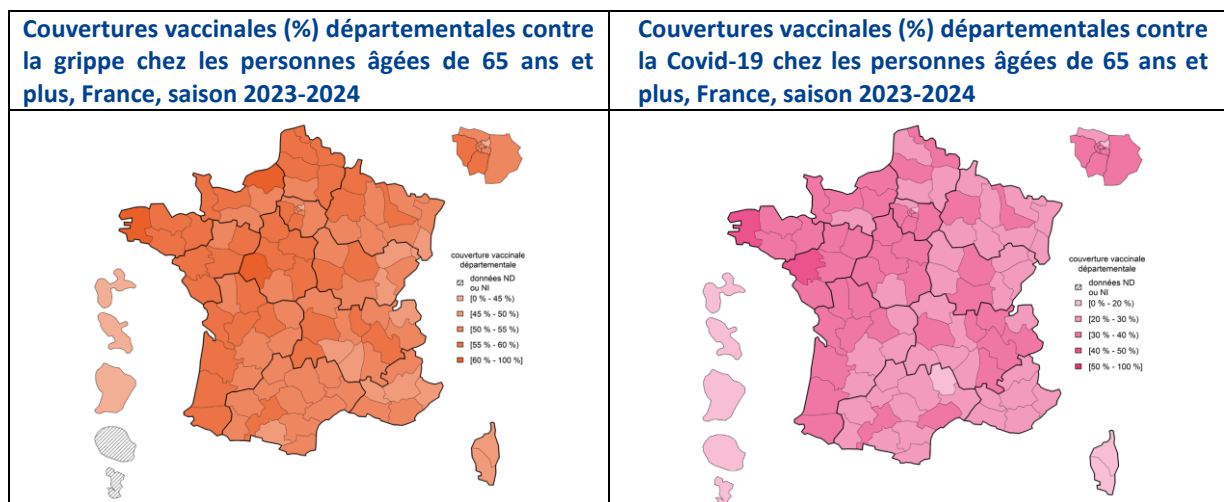 Couvertures vaccinales (%) départementales contre
la grippe chez les personnes âgées de 65 ans et
plus, France, saison 2023-2024
Couvertures vaccinales (%) départementales contre
la Covid-19 chez les personnes âgées de 65 ans et
plus, France, saison 2023-2024
couverture vaccinale
départementale
données ND
ou NI
[0 % - 45 %)
[45 % - 50 %)
[50 % - 55 %)
[55 % - 60 %)
[60 % - 100 %]
couverture vaccinale
départementale
données ND
ou NI
[0 % - 20 %)
[20 % - 30 %)
[30 % - 40 %)
[40 % - 50 %)
[50 % - 100 %]